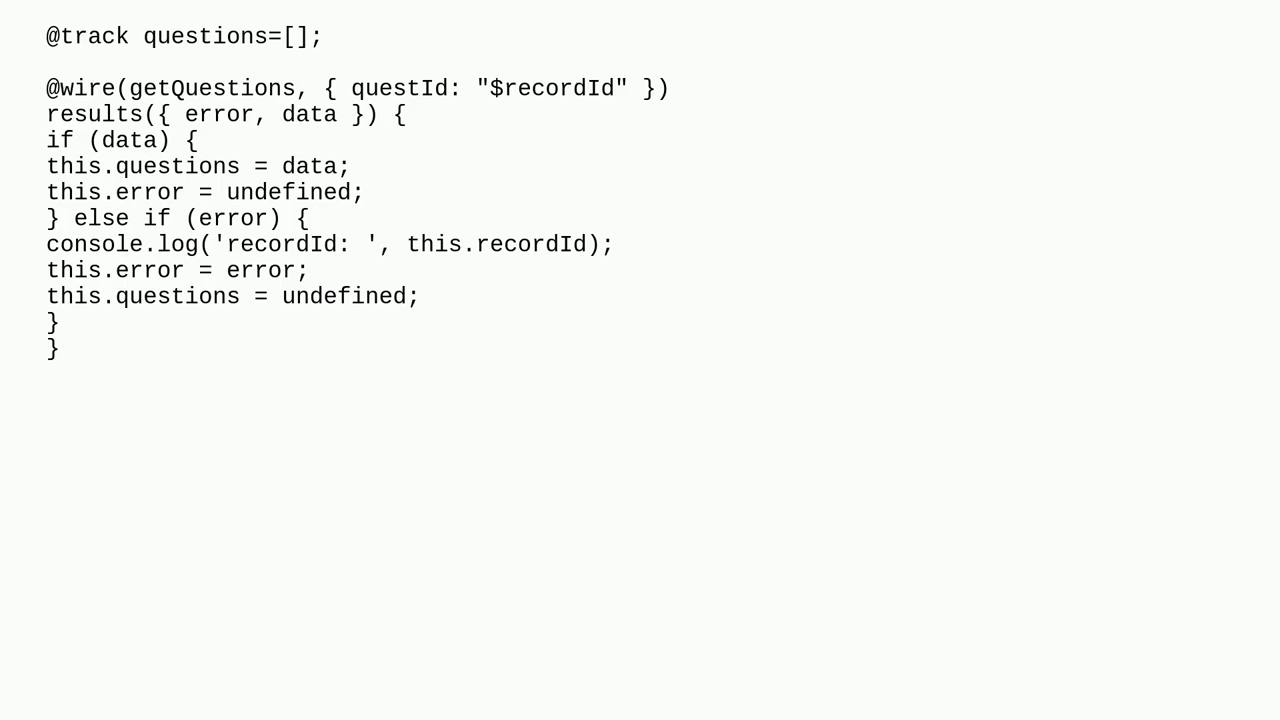 @track questions=[];
@wire(getQuestions, { questId: "$recordId" })
results({ error, data }) {
if (data) {
this.questions = data;
this.error = undefined;
} else if (error) {
console.log('recordId: ', this.recordId);
this.error = error;
this.questions = undefined;
}
}